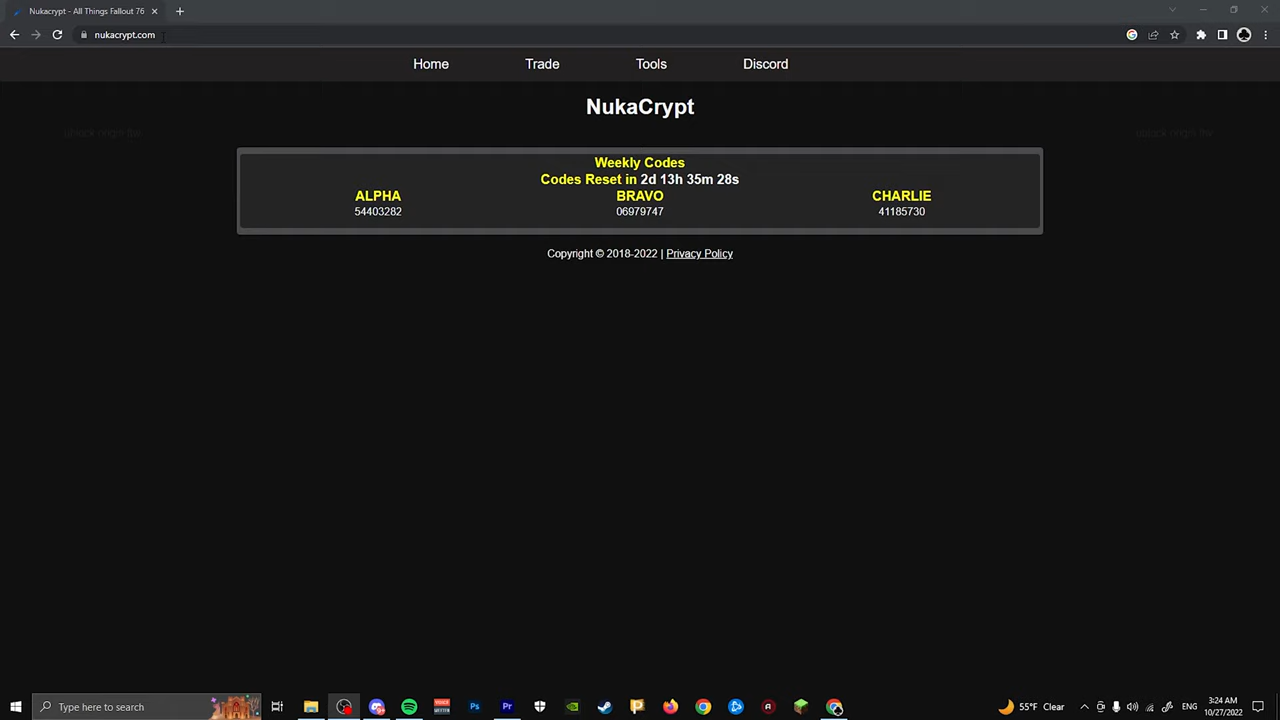 Nukacrypt - All Things Fallout 76
nukacrypt.com
Home Trade Tools Discord
NukaCrypt
Weekly Codes
Codes Reset in 2d 13h 35m 28s
ALPHA BRAVO CHARLIE
54403282 06979747 41185730
Copyright © 2018-2022 | Privacy Policy
Type here to search
55°F Clear
ENG
3:24 AM
10/27/2022